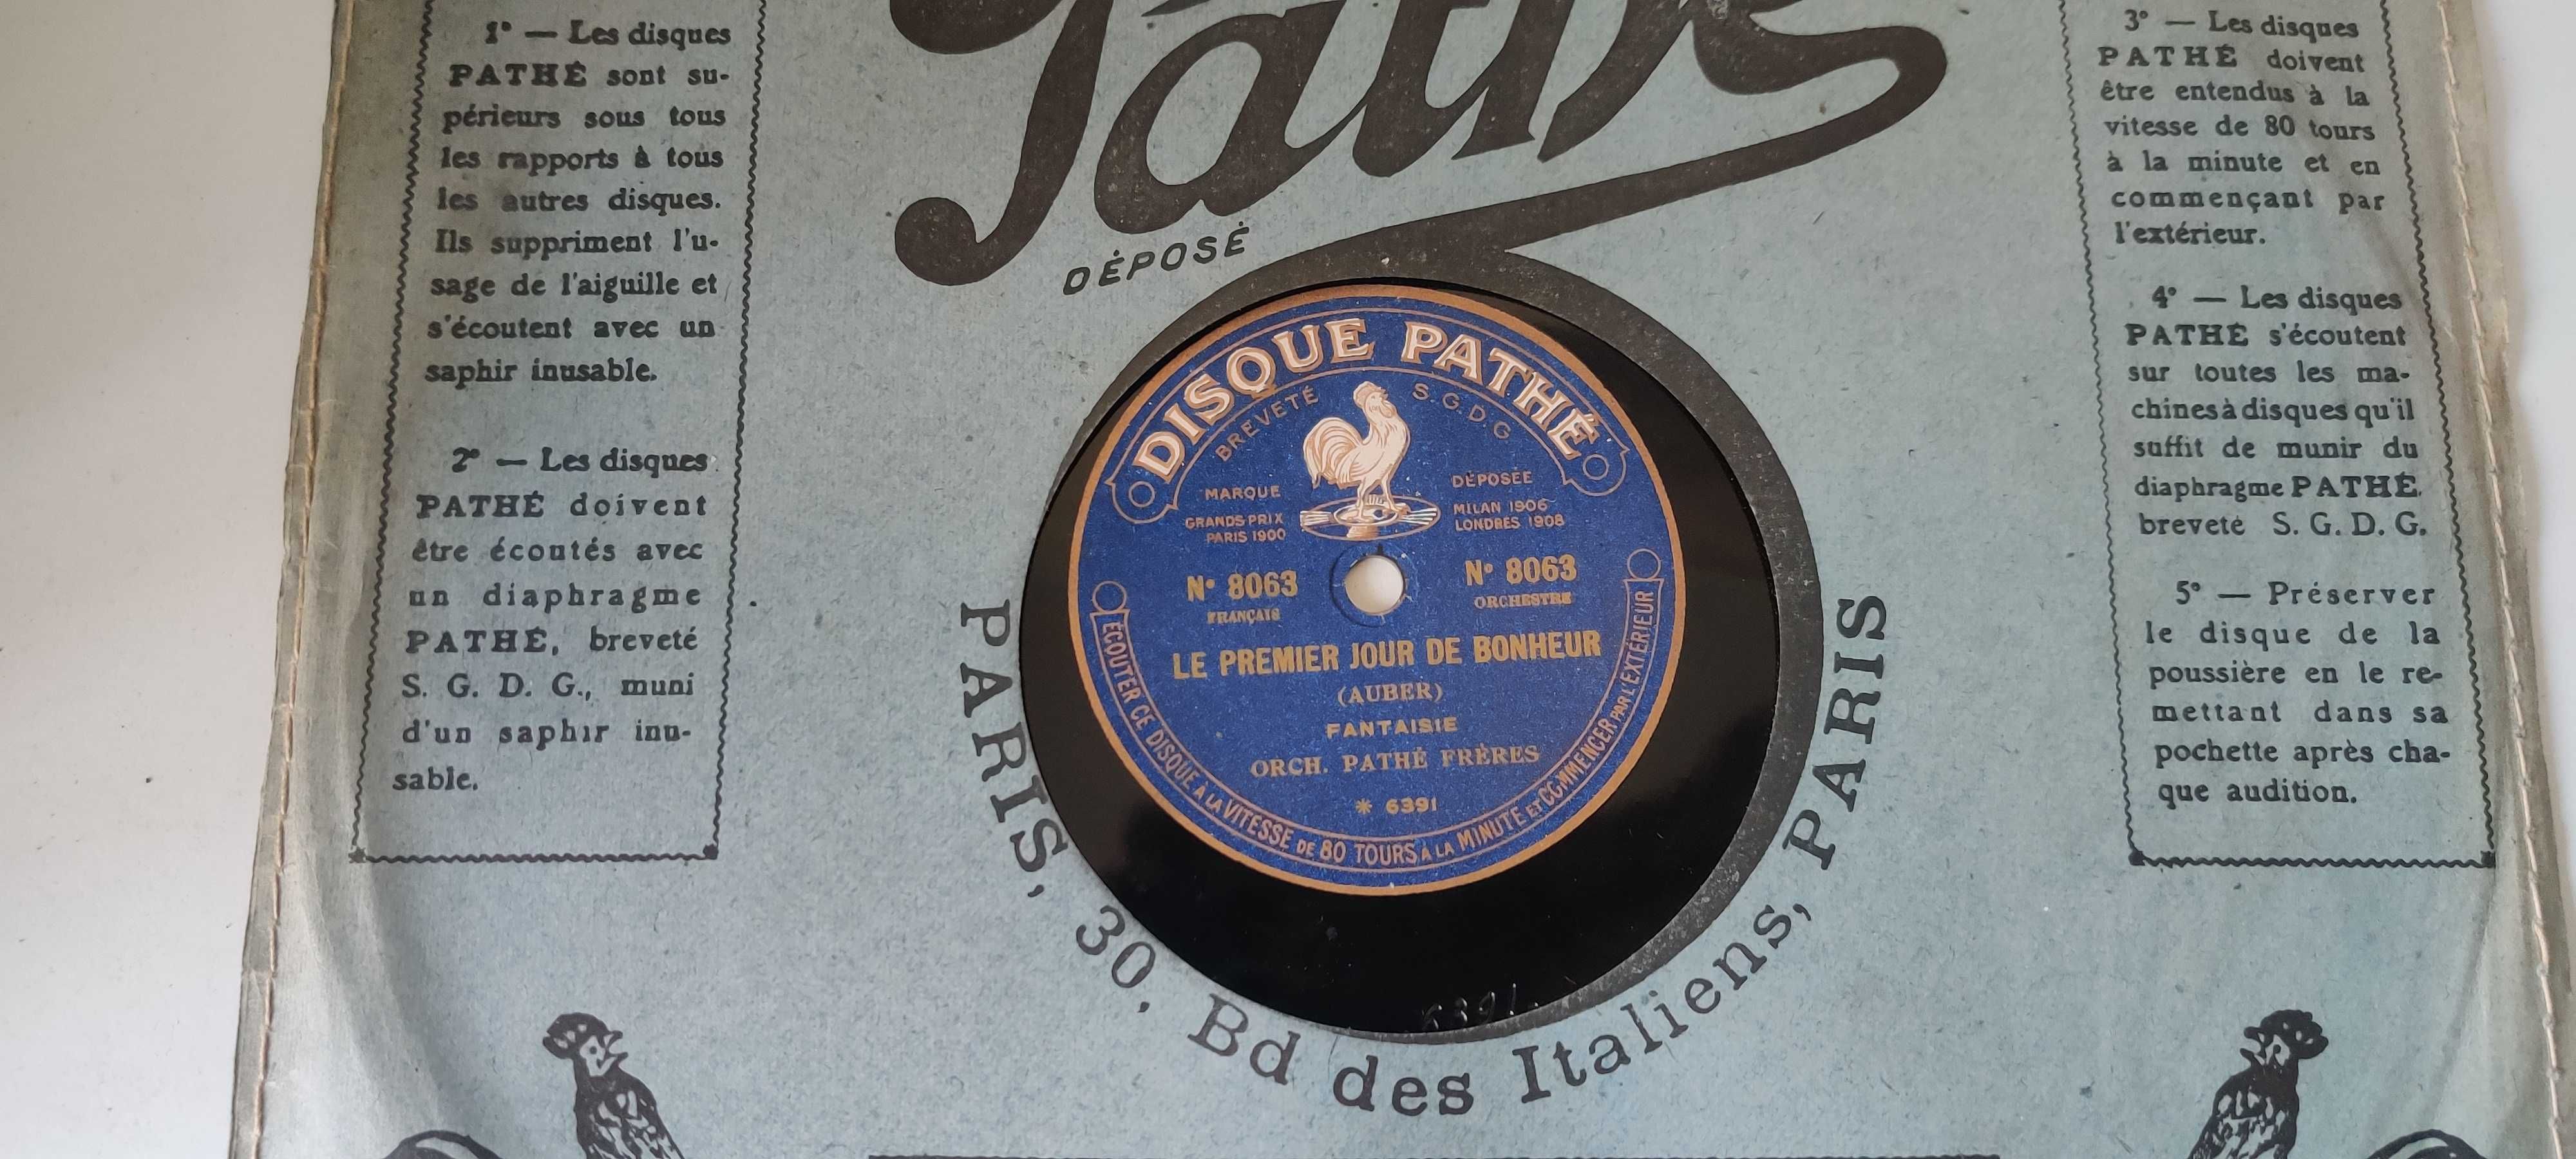 1° — Les disques
PATHÉ sont su-
périeurs sous tous
les rapports à tous
les autres disques.
Ils suppriment l'u-
sage de l'aiguille et
s'écoutent avec un
saphir inusable.
2° — Les disques
PATHÉ doivent
être écoutés avec
un diaphragme
PATHÉ, breveté
S. G. D. G., muni
d'un saphir inu-
sable.
Pathé
DÉPOSÉ
DISQUE PATHÉ
BREVETÉ S.G.D.G
MARQUE DÉPOSÉE
GRANDS PRIX
PARIS 1900
MILAN 1906
LONDRES 1908
N° 8063
FRANÇAIS
N° 8063
ORCHESTRE
LE PREMIER JOUR DE BONHEUR
(AUBER)
FANTAISIE
ORCH. PATHÉ FRÈRES
* 6391
ÉCOUTER CE DISQUE A LA VITESSE DE 80 TOURS A LA MINUTE ET COMMENCER PAR L'EXTÉRIEUR
6391
PARIS, 30, Bd des Italiens, PARIS
3° — Les disques
PATHÉ doivent
être entendus à la
vitesse de 80 tours
à la minute et en
commençant par
l'extérieur.
4° — Les disques
PATHÉ s'écoutent
sur toutes les ma-
chines à disques qu'il
suffit de munir du
diaphragme PATHÉ,
breveté S. G. D. G.
5° — Préserver
le disque de la
poussière en le re-
mettant dans sa
pochette après cha-
que audition.